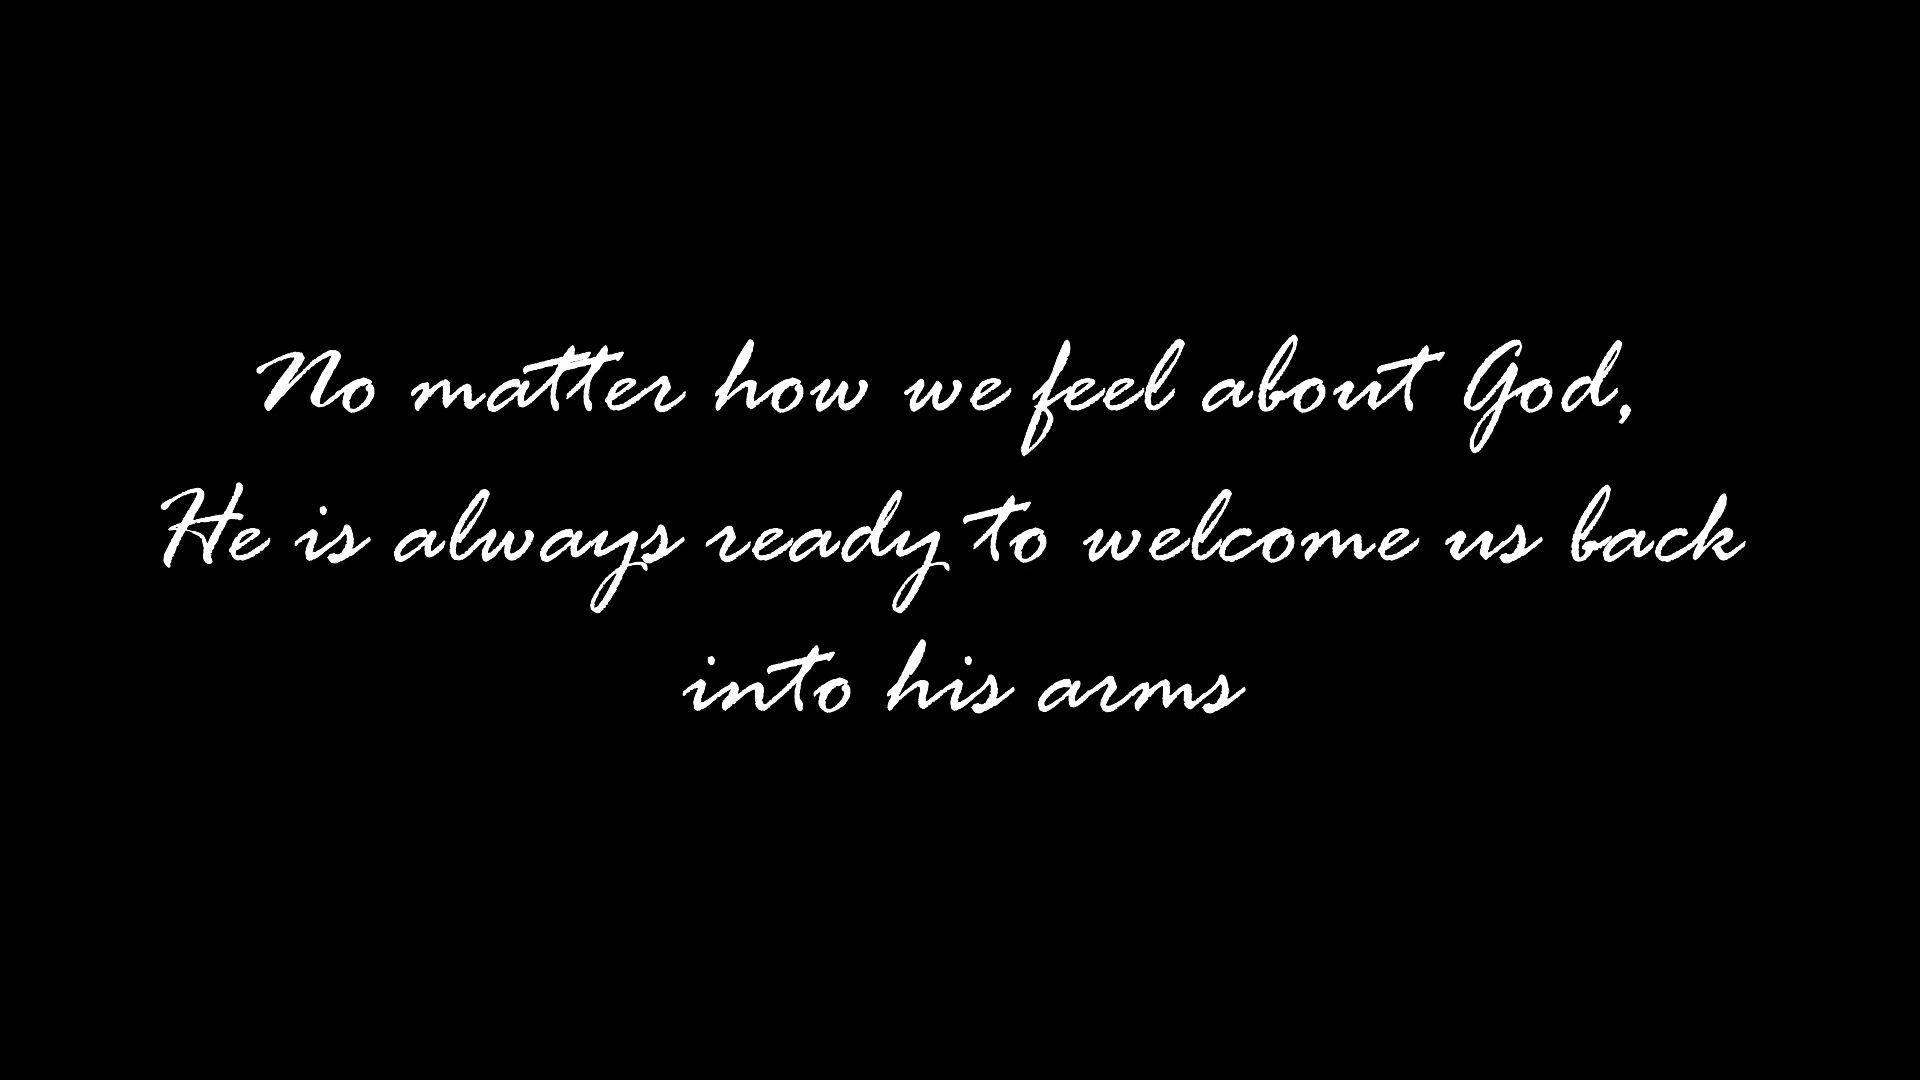 No matter how we feel about God,
He is always ready to welcome us back
into his arms